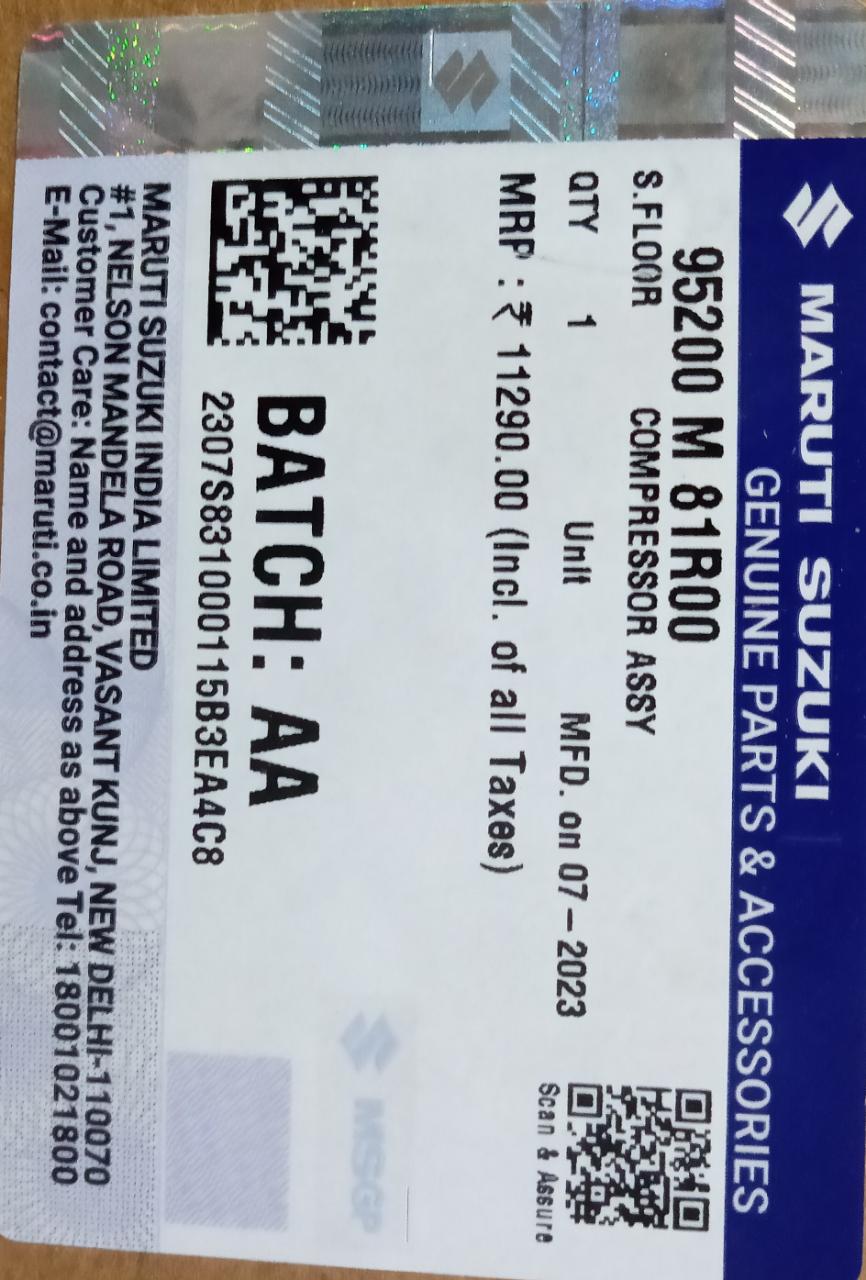 MARUTI SUZUKI
GENUINE PARTS & ACCESSORIES
95200 M 81R00
S.FLOOR COMPRESSOR ASSY
QTY 1 Unit MFD. on 07-2023
MRP : ₹ 11290.00 (Incl. of all Taxes)
Scan & Assure
BATCH: AA
2307S831000115B3EA4C8
MSGP
MARUTI SUZUKI INDIA LIMITED
#1, NELSON MANDELA ROAD, VASANT KUNJ, NEW DELHI-110070
Customer Care: Name and address as above Tel: 18001021800
E-Mail: contact@maruti.co.in